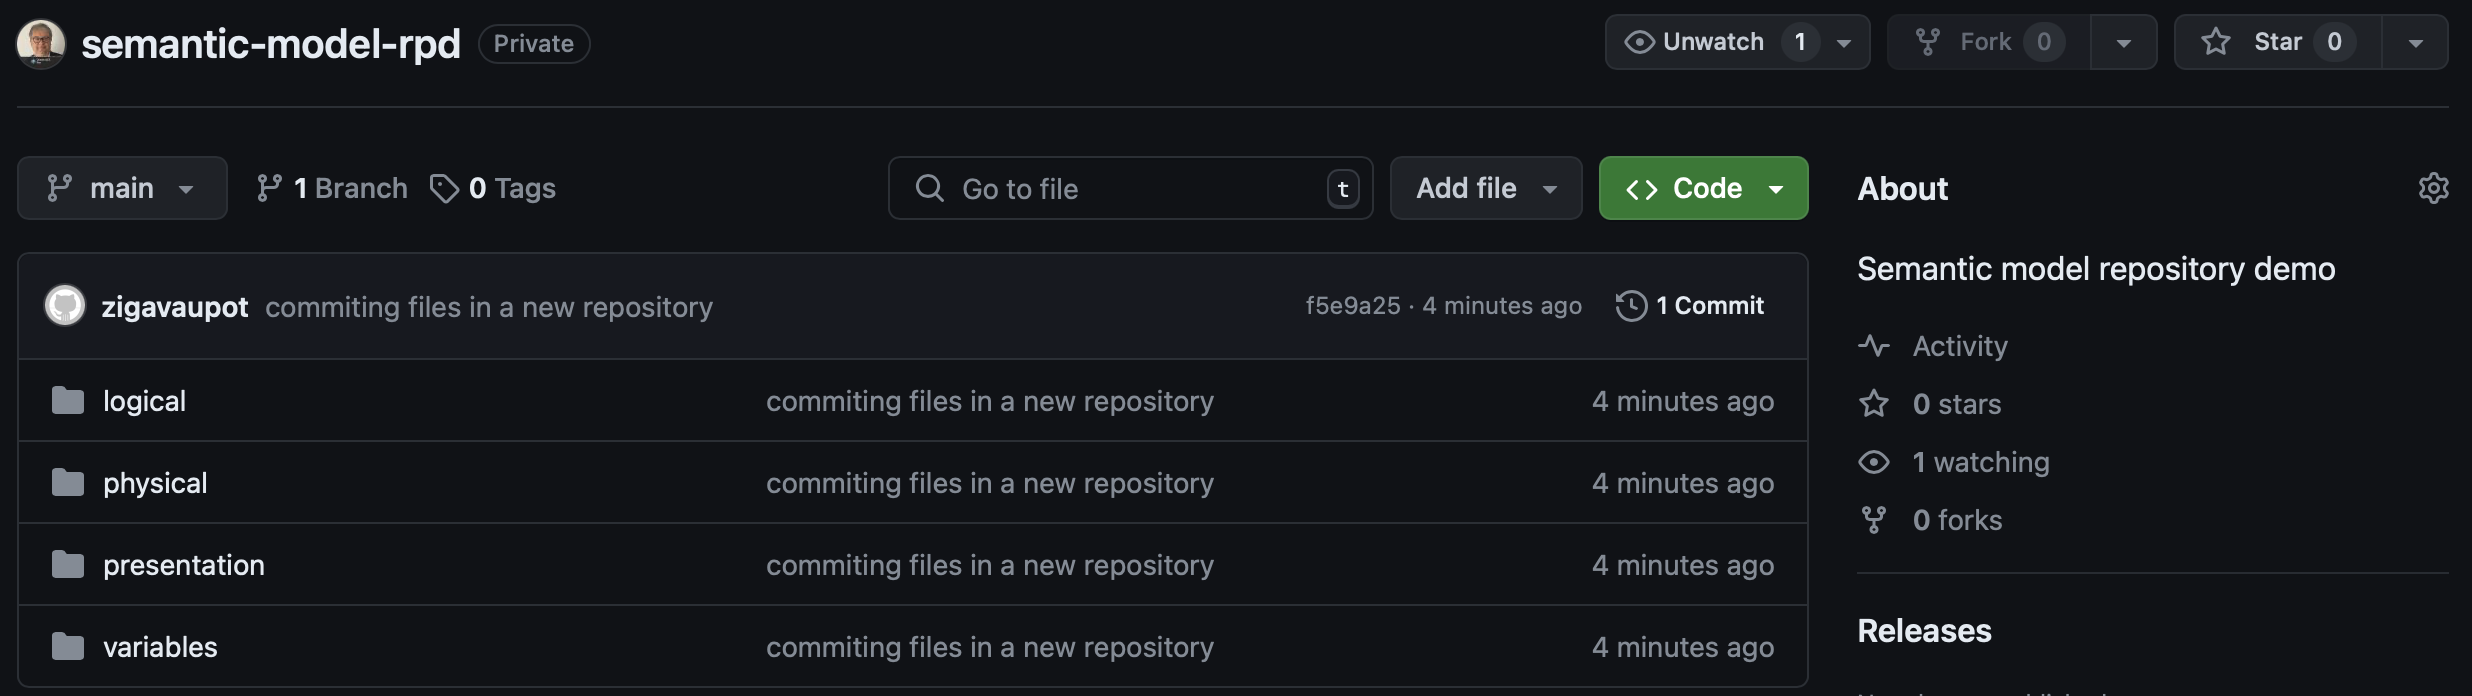 semantic-model-rpd Private Unwatch 1 Fork 0 Star 0
main 1 Branch 0 Tags Go to file t Add file Code About
Semantic model repository demo
zigavaupot commiting files in a new repository f5e9a25 · 4 minutes ago 1 Commit
Activity
logical commiting files in a new repository 4 minutes ago
0 stars
1 watching
physical commiting files in a new repository 4 minutes ago
0 forks
presentation commiting files in a new repository 4 minutes ago
Releases
variables commiting files in a new repository 4 minutes ago